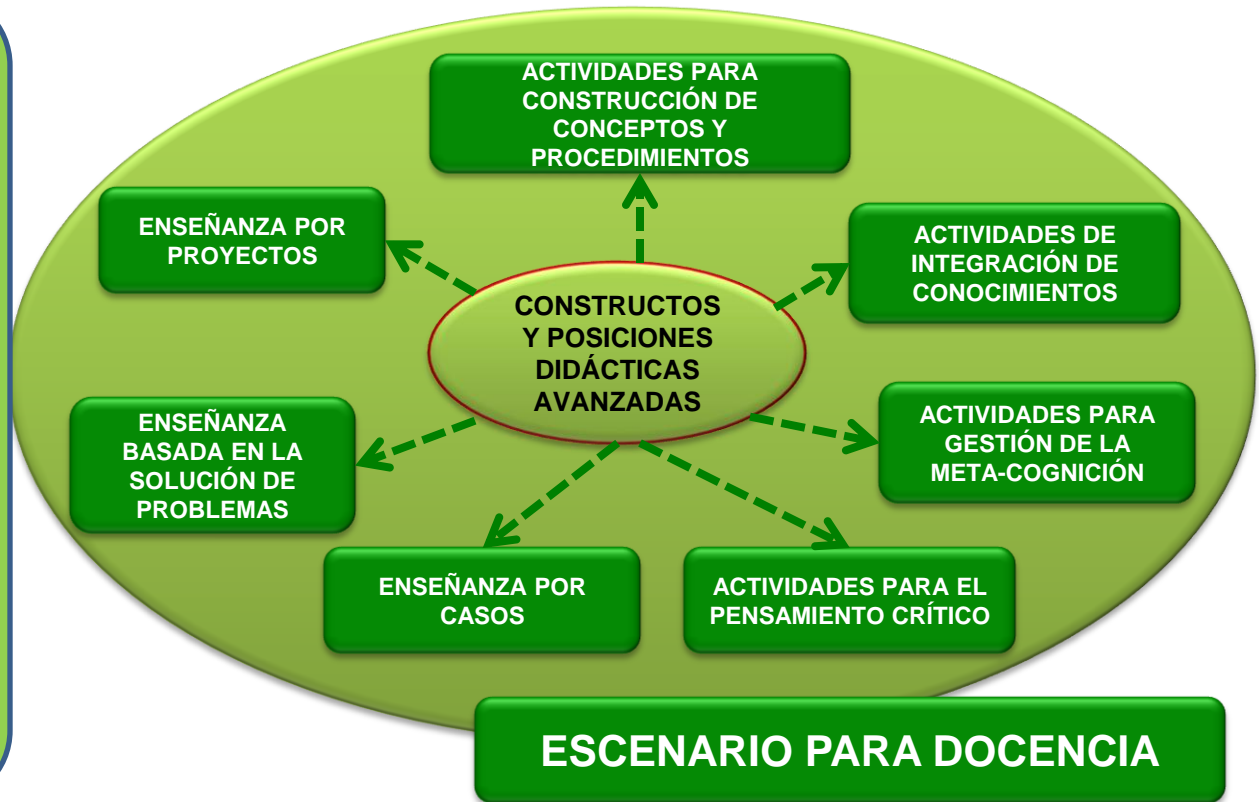 ACTIVIDADES PARA
CONSTRUCCIÓN DE
CONCEPTOS Y
PROCEDIMIENTOS
ENSEÑANZA POR
PROYECTOS
ACTIVIDADES DE
INTEGRACIÓN DE
CONOCIMIENTOS
CONSTRUCTOS
Y POSICIONES
DIDÁCTICAS
AVANZADAS
ENSEÑANZA
BASADA EN LA
SOLUCIÓN DE
PROBLEMAS
ACTIVIDADES PARA
GESTIÓN DE LA
META-COGNICIÓN
ENSEÑANZA POR
CASOS
ACTIVIDADES PARA EL
PENSAMIENTO CRÍTICO
ESCENARIO PARA DOCENCIA